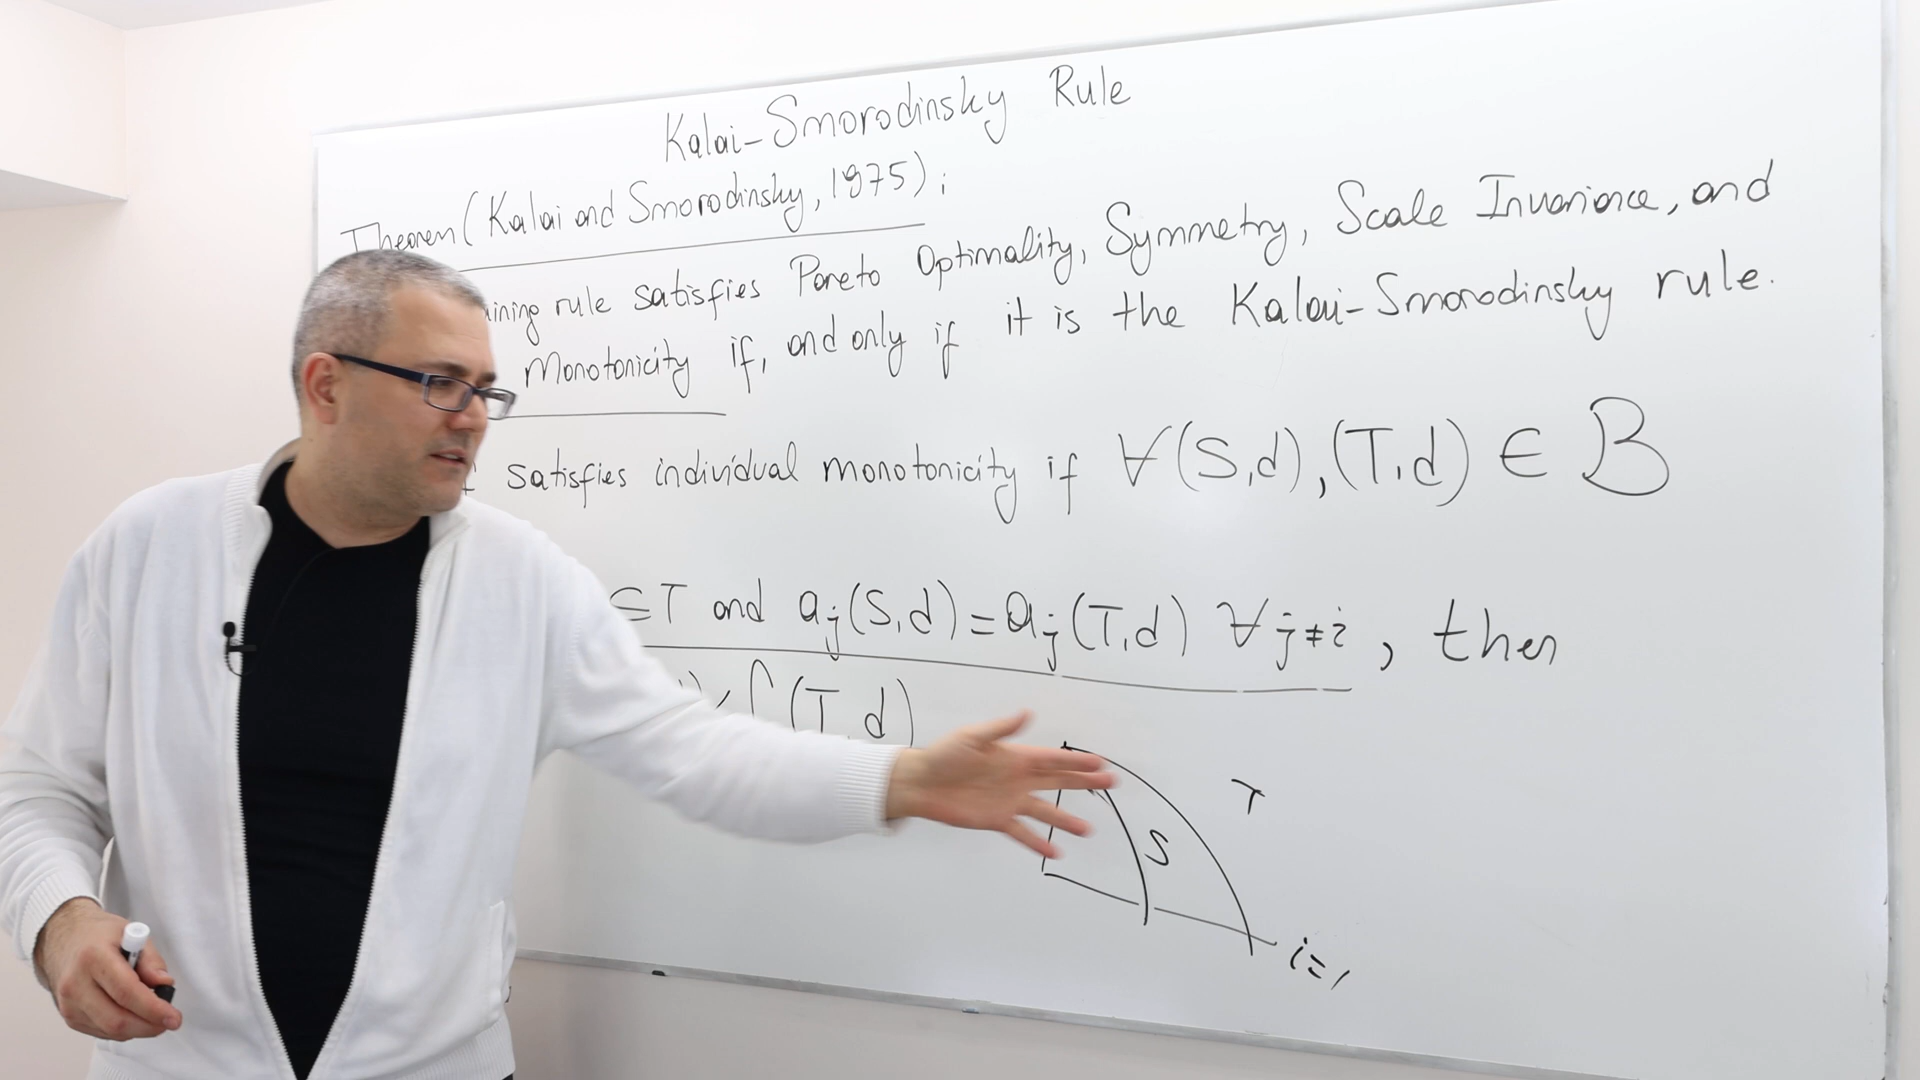 Kalai-Smorodinsky Rule
Theorem (Kalai and Smorodinsky, 1975):
ining rule satisfies Pareto Optimality, Symmetry, Scale Invariance, and
Monotonicity if, and only if it is the Kalai-Smorodinsky rule.
satisfies individual monotonicity if ∀(S,d),(T,d) ∈ B
⊆T and aj(S,d)=aj(T,d) ∀j≠i, then
(T,d)
T
S
i=1